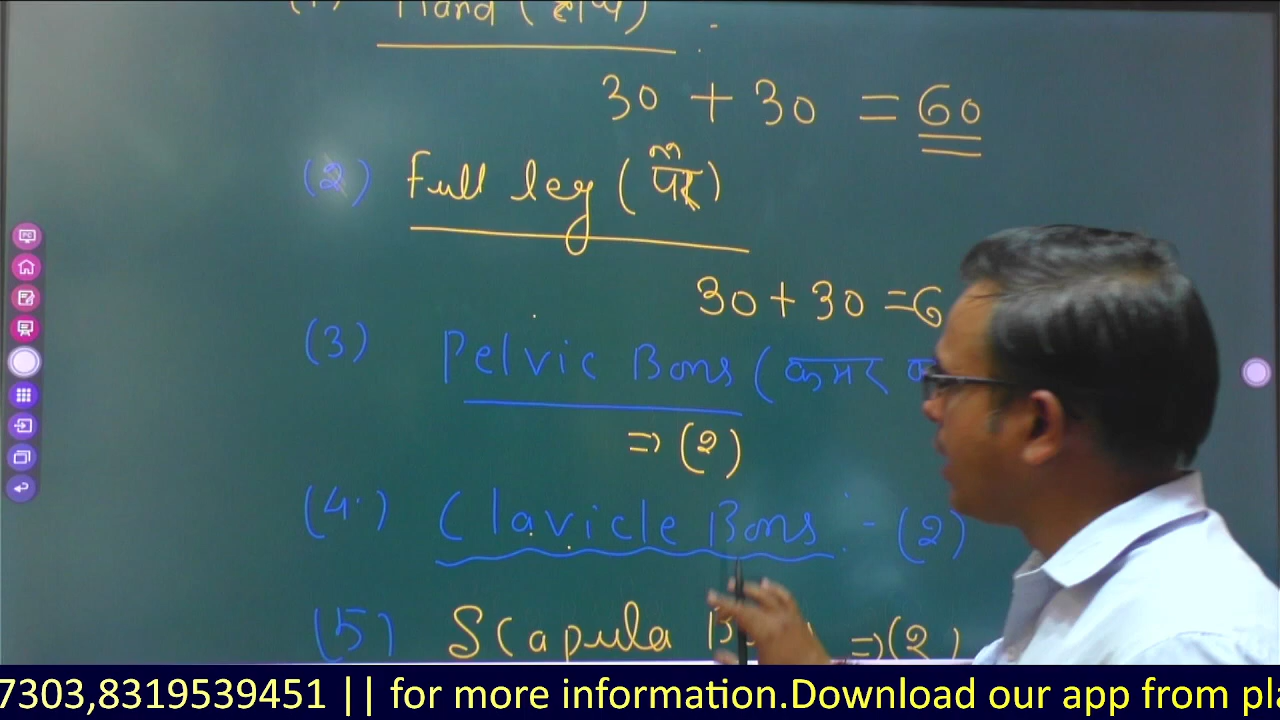 (1) Hand (हाथ) :
30 + 30 = 60
(2) Full leg (पैर)
30 + 30 = 6
(3) Pelvic Bons (कमर
=> (2)
(4.) Clavicle Bons :- (2)
(5) Scapula => (2)
7303,8319539451 || for more information.Download our app from pla